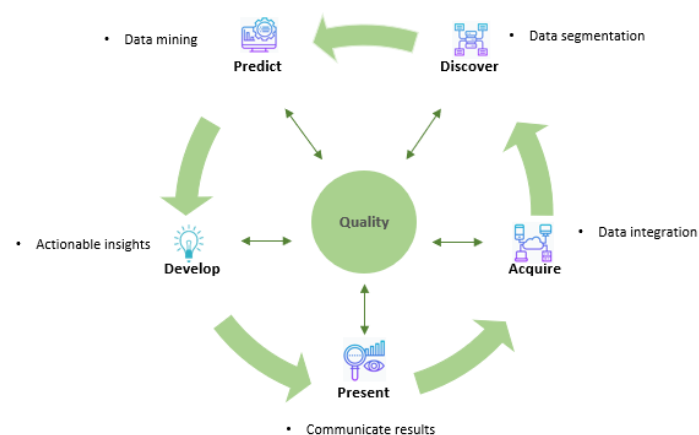 • Data mining
Predict
Discover
• Data segmentation
Quality
• Actionable insights
Develop
Acquire
• Data integration
Present
• Communicate results